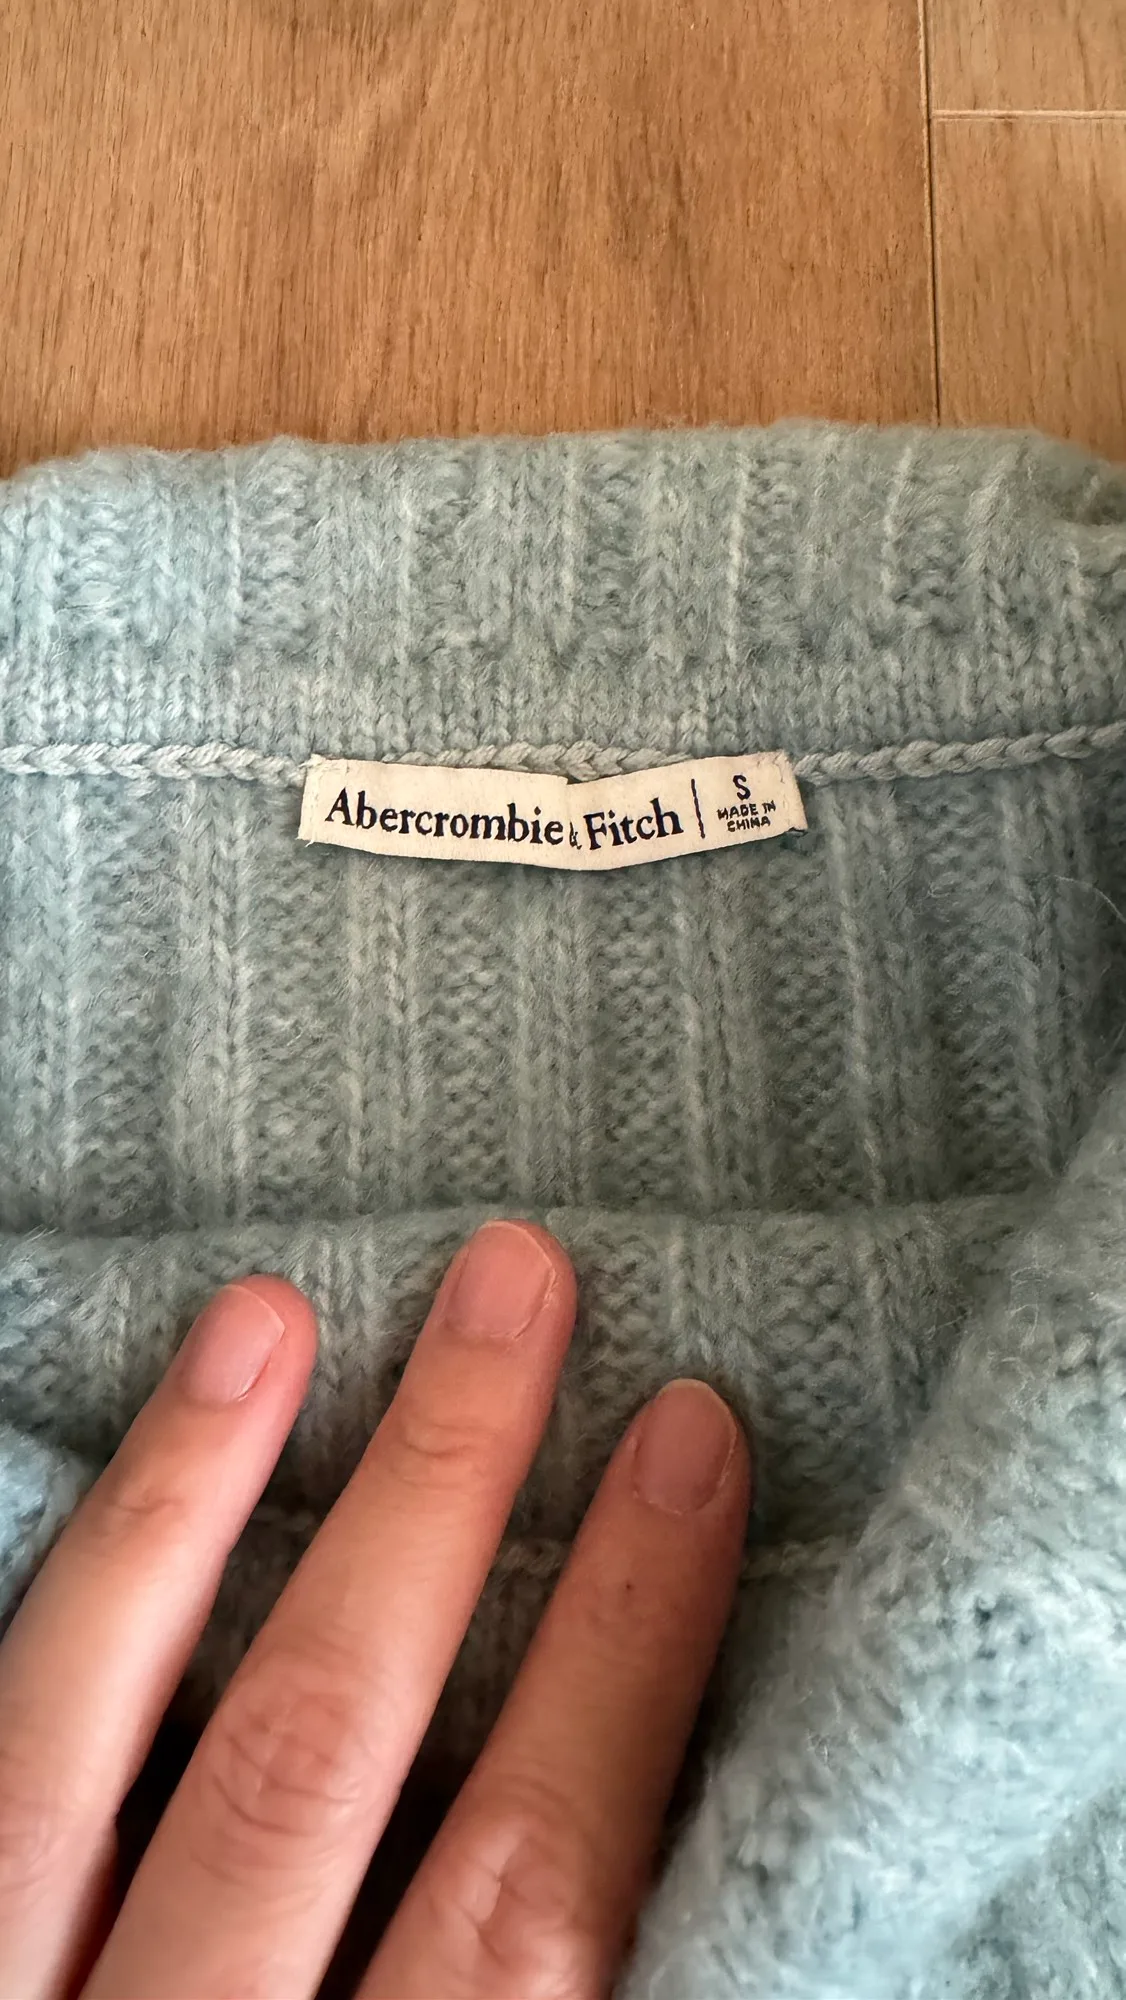 Abercrombie & Fitch | S
MADE IN
CHINA